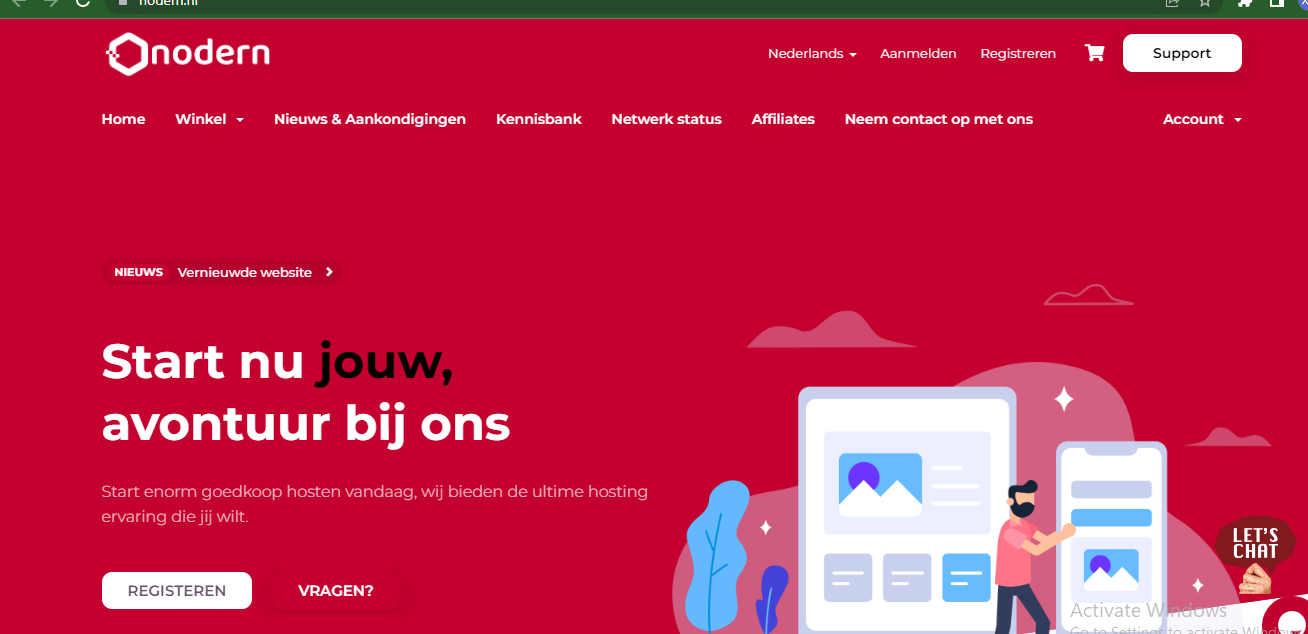 nodern.nl
nodern
Nederlands
Aanmelden
Registreren
Support
Home
Winkel
Nieuws & Aankondigingen
Kennisbank
Netwerk status
Affiliates
Neem contact op met ons
Account
NIEUWS Vernieuwde website
Start nu jouw,
avontuur bij ons
Start enorm goedkoop hosten vandaag, wij bieden de ultime hosting
ervaring die jij wilt.
REGISTEREN
VRAGEN?
LET'S
CHAT
Activate Windows
Go to Settings to activate Windows